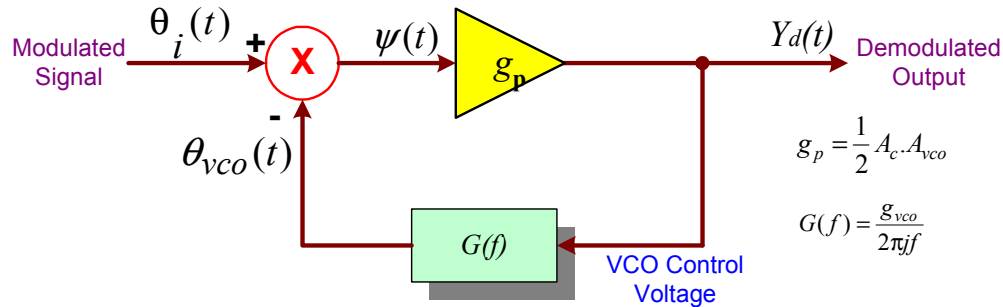 Modulated
Signal
θi(t)
+
X
-
ψ(t)
gp
Yd(t)
Demodulated
Output
θvco(t)
G(f)
VCO Control
Voltage
gp = 1/2 Ac.Avco
G(f) = gvco/2πjf